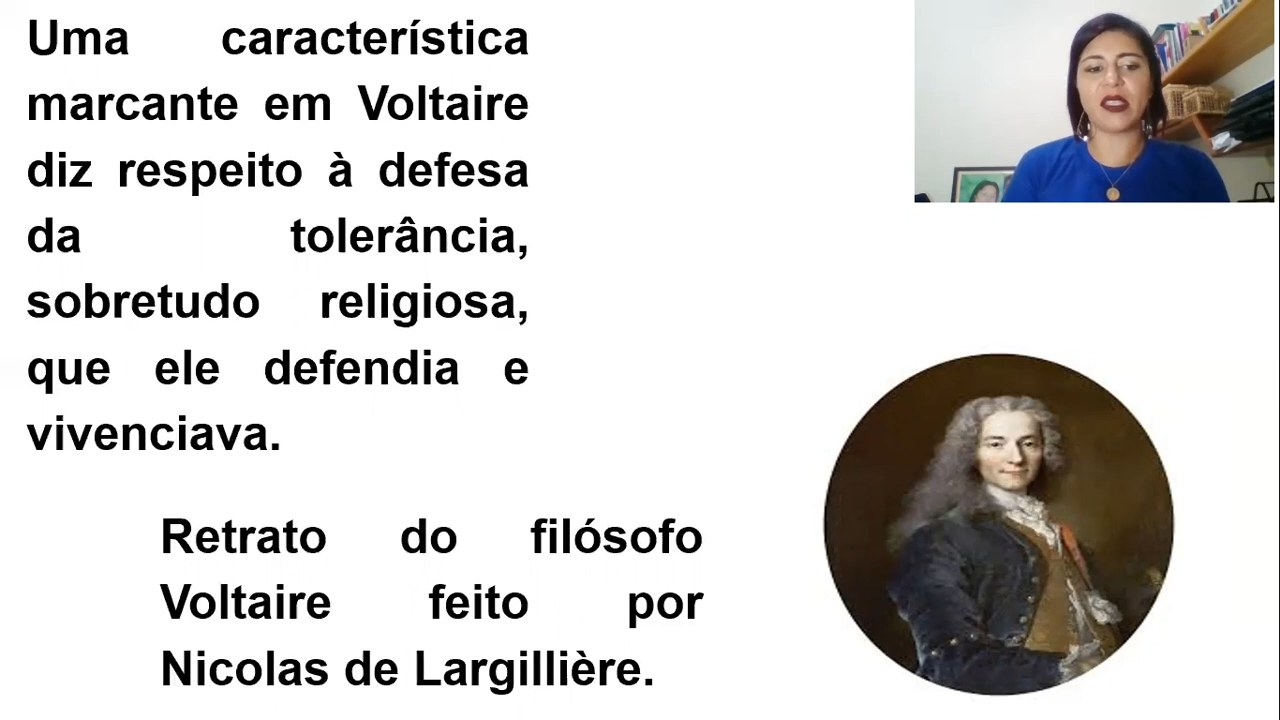 Uma característica
marcante em Voltaire
diz respeito à defesa
da tolerância,
sobretudo religiosa,
que ele defendia e
vivenciava.
Retrato do filósofo
Voltaire feito por
Nicolas de Largillière.